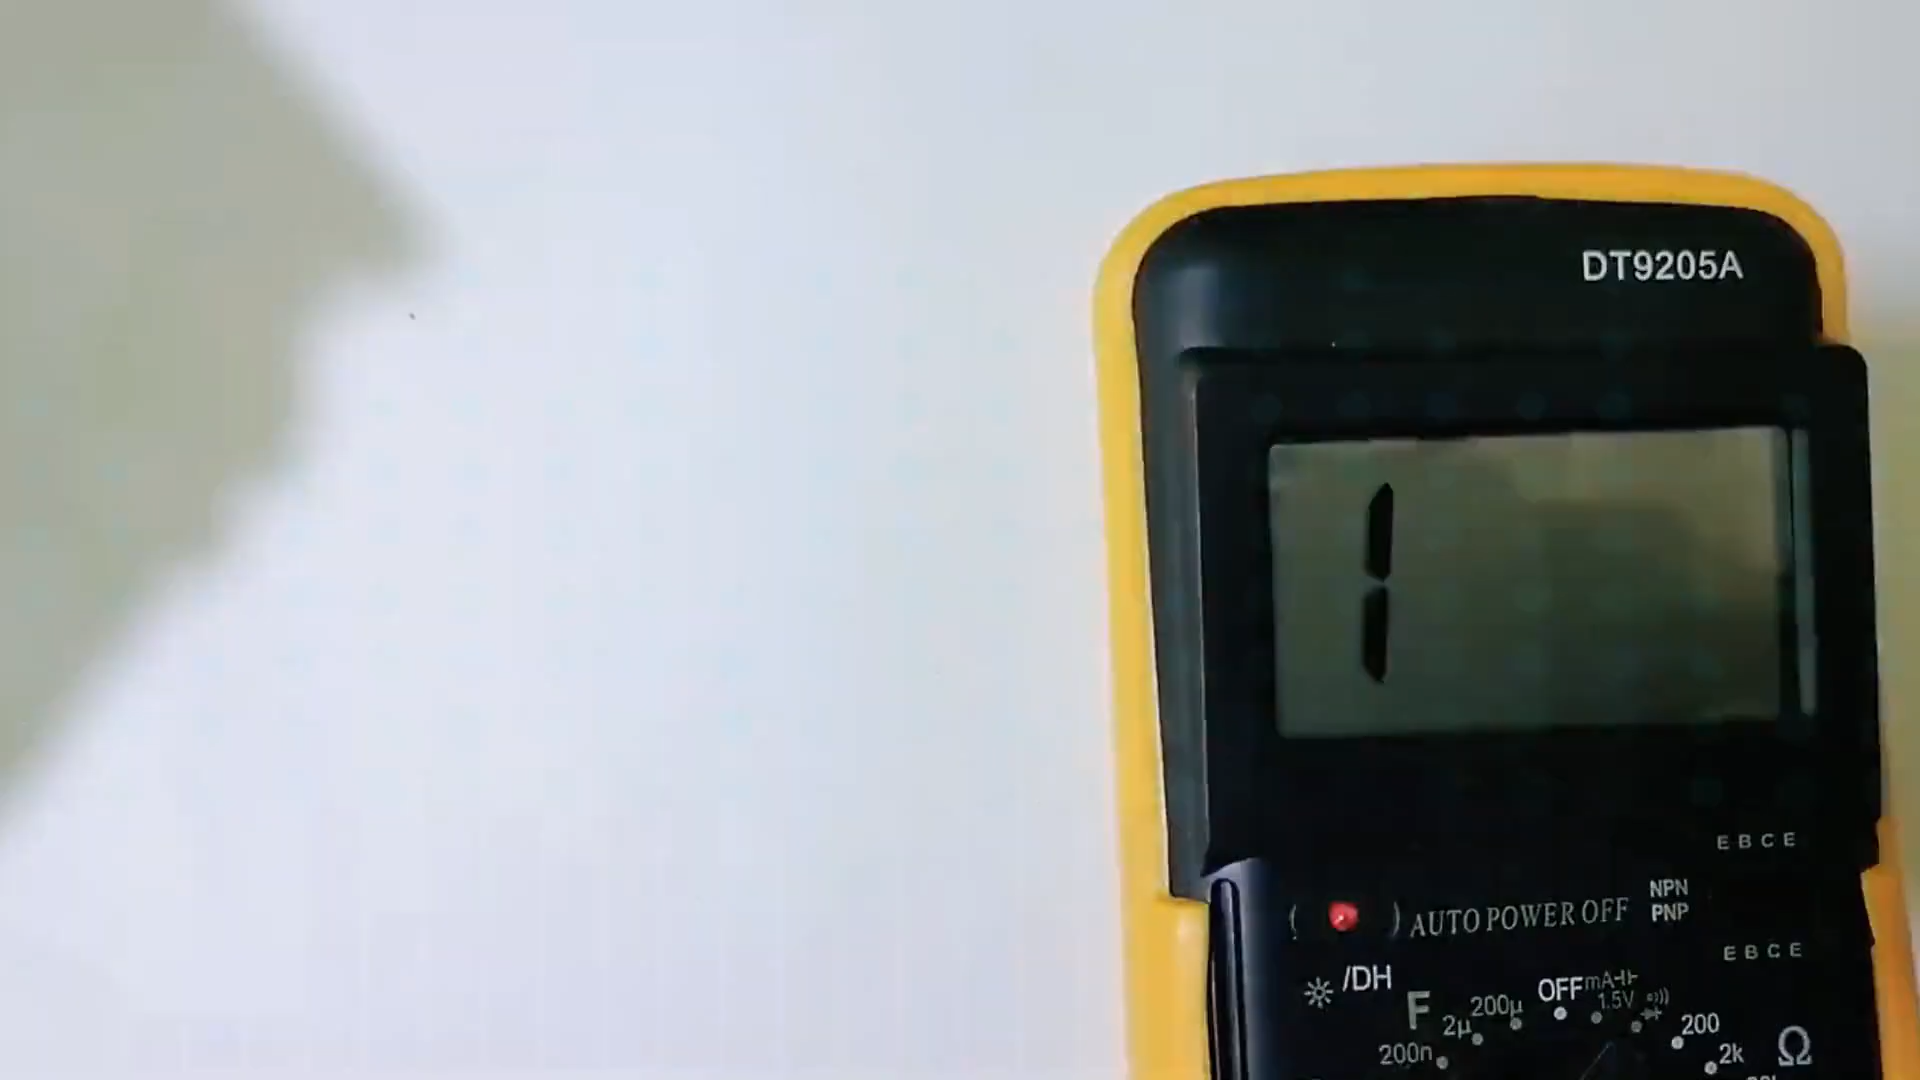 DT9205A
1
E B C E
( ) AUTO POWER OFF
NPN
PNP
E B C E
/DH
F
200n
2µ
200µ
OFF
mA
1.5V
200
2k
Ω